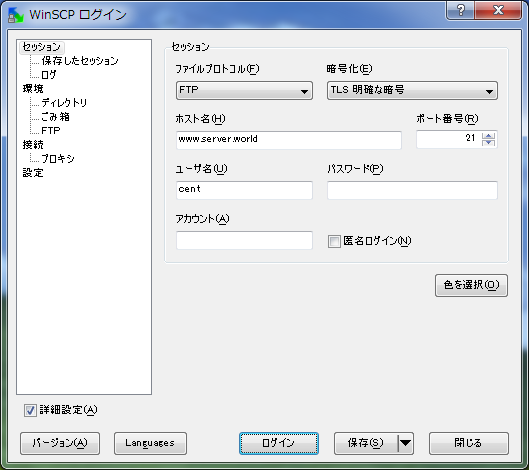 WinSCP ログイン
セッション
保存したセッション
ログ
環境
ディレクトリ
ごみ箱
FTP
接続
プロキシ
設定
セッション
ファイルプロトコル(F) 暗号化(E)
FTP TLS 明確な暗号
ホスト名(H) ポート番号(R)
www.server.world 21
ユーザ名(U) パスワード(P)
cent
アカウント(A)
匿名ログイン(N)
色を選択(O)
詳細設定(A)
バージョン(A) Languages ログイン 保存(S) 閉じる